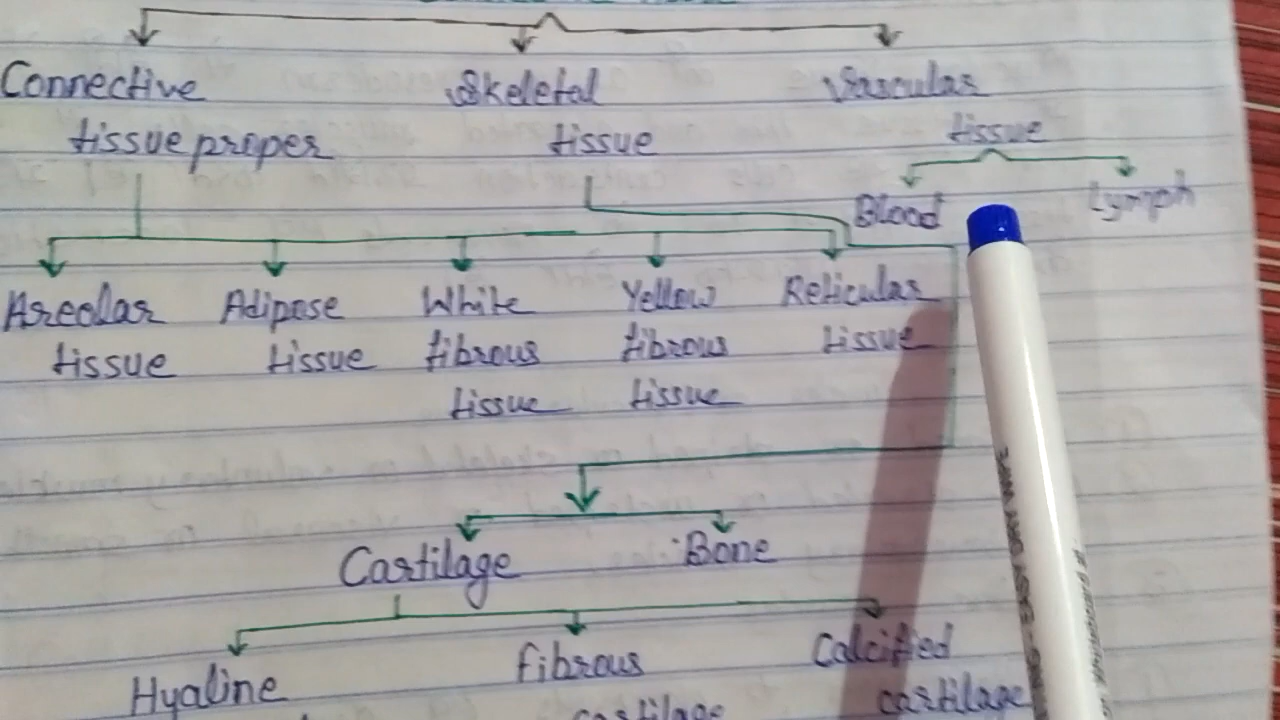 Connective Skeletal Vascular
tissue proper tissue tissue
Blood Lymph
Areolar Adipose White Yellow Reticular
tissue tissue fibrous fibrous tissue
tissue tissue
Cartilage Bone
Hyaline fibrous Calcified
cartilage cartilage